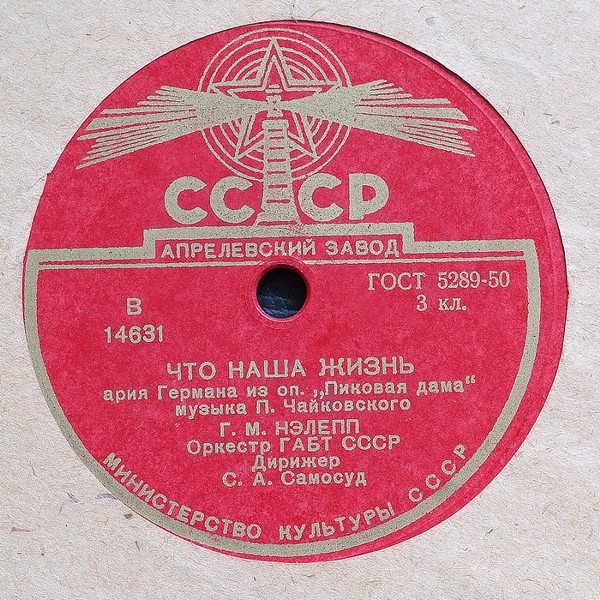 СССР
АПРЕЛЕВСКИЙ ЗАВОД
ГОСТ 5289-50
3 кл.
В
14631
ЧТО НАША ЖИЗНЬ
ария Германа из оп. „Пиковая дама“
музыка П. Чайковского
Г. М. НЭЛЕПП
Оркестр ГАБТ СССР
Дирижер
С. А. Самосуд
МИНИСТЕРСТВО КУЛЬТУРЫ СССР